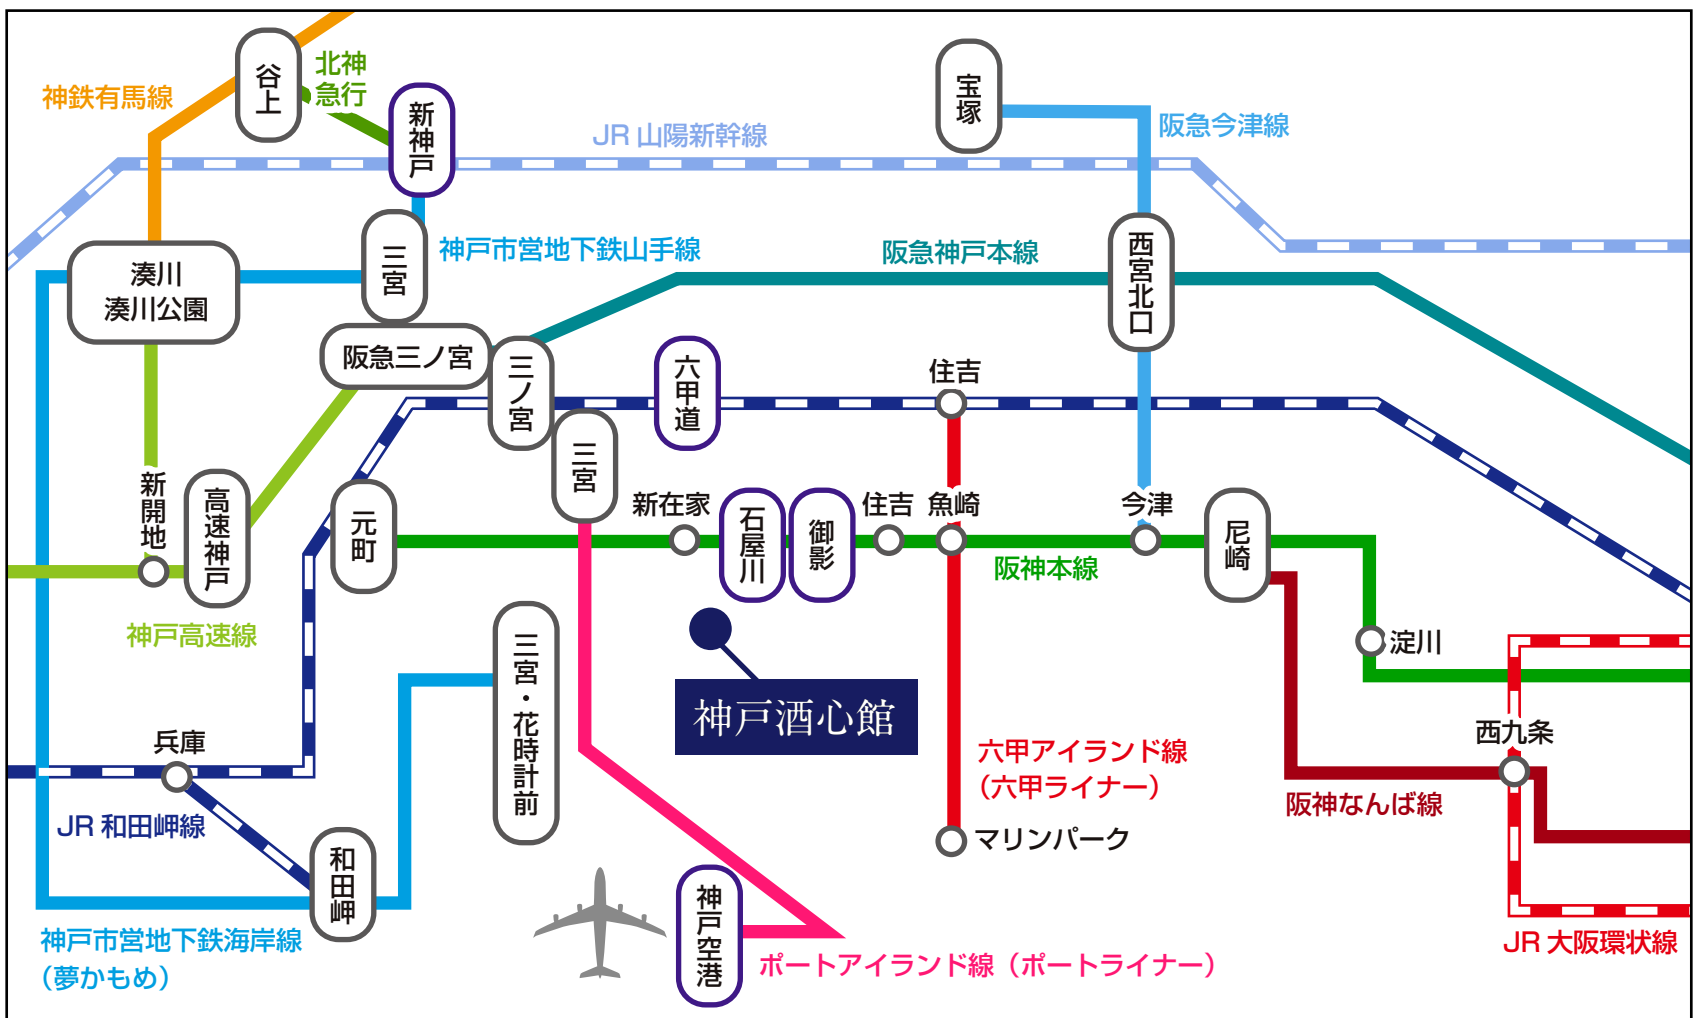 谷上
北神
急行
神鉄有馬線
新神戸
JR 山陽新幹線
宝塚
阪急今津線
三宮
神戸市営地下鉄山手線
阪急神戸本線
西宮北口
湊川
湊川公園
阪急三ノ宮
三ノ宮
六甲道
住吉
三宮
新開地
高速神戸
元町
新在家
石屋川
御影
住吉
魚崎
今津
尼崎
阪神本線
神戸高速線
淀川
三宮・花時計前
神戸酒心館
西九条
兵庫
六甲アイランド線
（六甲ライナー）
阪神なんば線
JR 和田岬線
マリンパーク
和田岬
神戸空港
神戸市営地下鉄海岸線
（夢かもめ）
ポートアイランド線（ポートライナー）
JR 大阪環状線